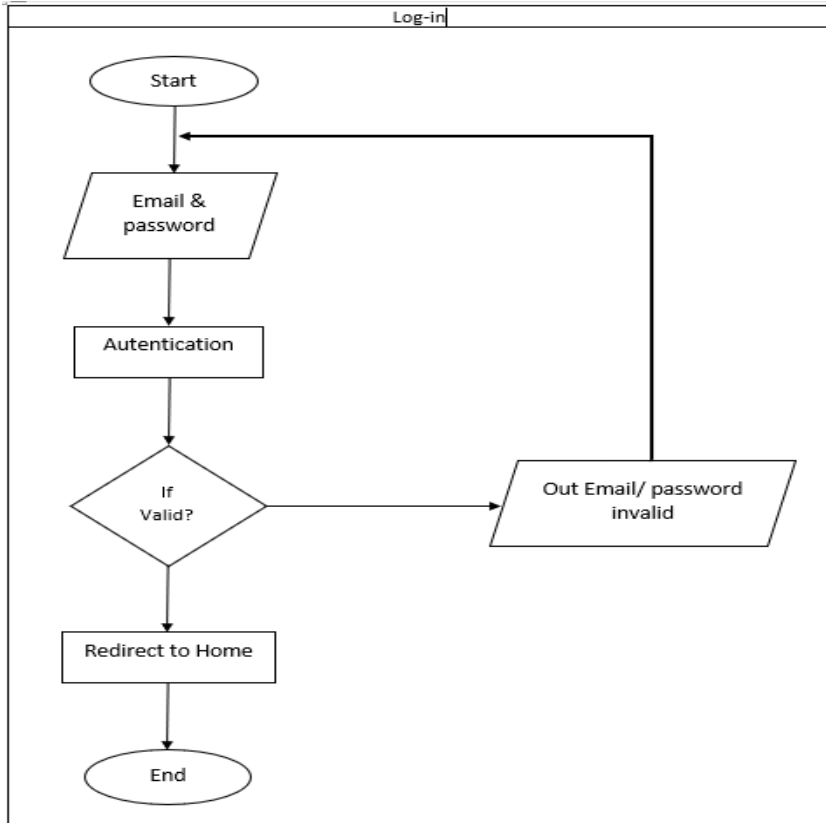 Log-in
Start
Email &
password
Autentication
If
Valid?
Out Email/ password
invalid
Redirect to Home
End